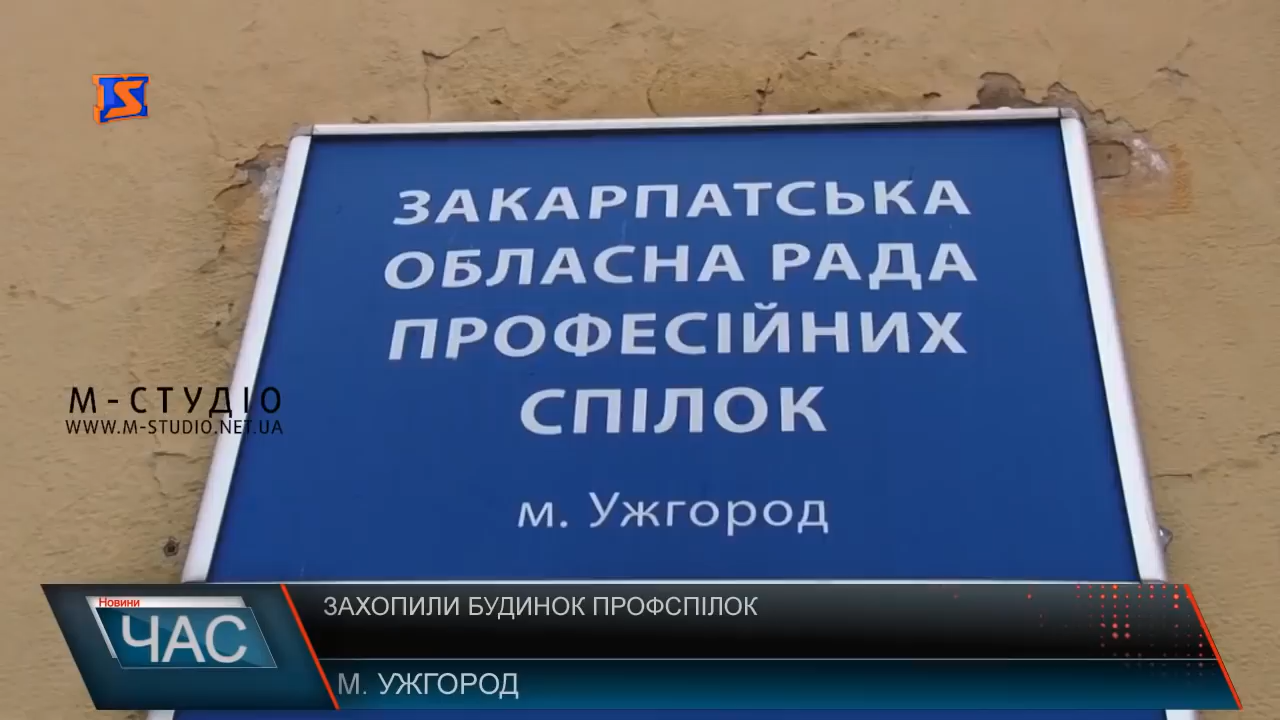 ЗАКАРПАТСЬКА
ОБЛАСНА РАДА
ПРОФЕСІЙНИХ
СПІЛОК
м. Ужгород
М-СТУДІО
WWW.M-STUDIO.NET.UA
Новини
ЧАС
ЗАХОПИЛИ БУДИНОК ПРОФСПІЛОК
М. УЖГОРОД